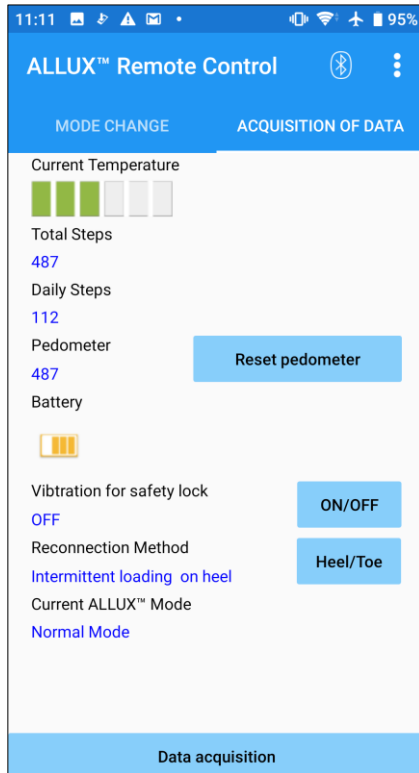 11:11 95%
ALLUX™ Remote Control
MODE CHANGE ACQUISITION OF DATA
Current Temperature
Total Steps
487
Daily Steps
112
Pedometer
487
Reset pedometer
Battery
Vibtration for safety lock
OFF
ON/OFF
Reconnection Method
Intermittent loading on heel
Heel/Toe
Current ALLUX™ Mode
Normal Mode
Data acquisition